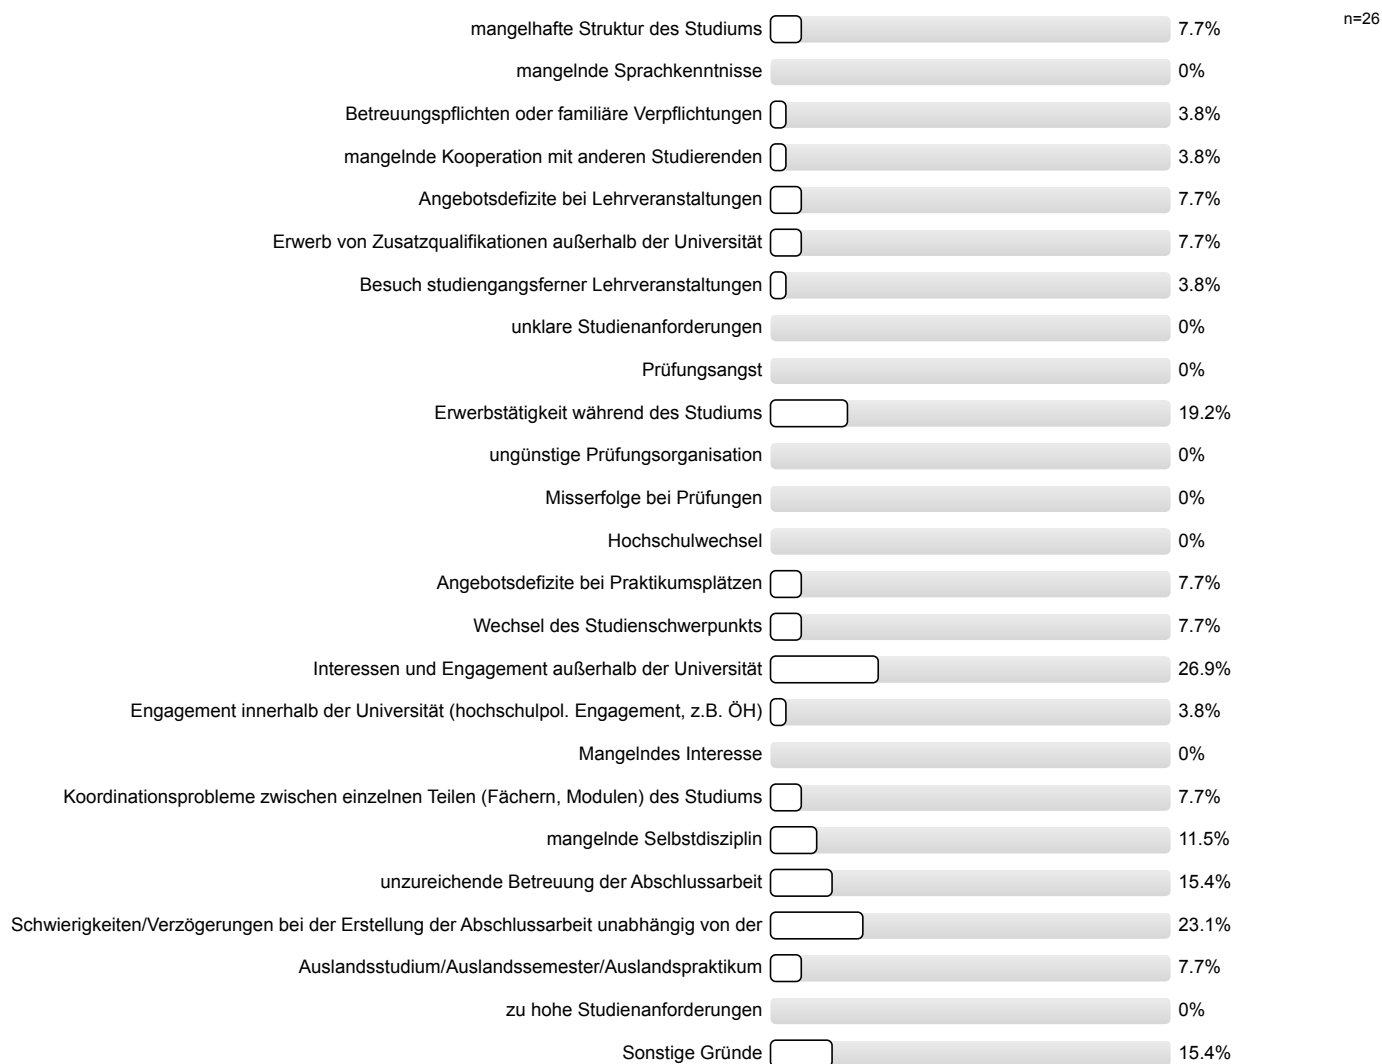 n=26
mangelhafte Struktur des Studiums 7.7%
mangelnde Sprachkenntnisse 0%
Betreuungspflichten oder familiäre Verpflichtungen 3.8%
mangelnde Kooperation mit anderen Studierenden 3.8%
Angebotsdefizite bei Lehrveranstaltungen 7.7%
Erwerb von Zusatzqualifikationen außerhalb der Universität 7.7%
Besuch studiengangsferner Lehrveranstaltungen 3.8%
unklare Studienanforderungen 0%
Prüfungsangst 0%
Erwerbstätigkeit während des Studiums 19.2%
ungünstige Prüfungsorganisation 0%
Misserfolge bei Prüfungen 0%
Hochschulwechsel 0%
Angebotsdefizite bei Praktikumsplätzen 7.7%
Wechsel des Studienschwerpunkts 7.7%
Interessen und Engagement außerhalb der Universität 26.9%
Engagement innerhalb der Universität (hochschulpol. Engagement, z.B. ÖH) 3.8%
Mangelndes Interesse 0%
Koordinationsprobleme zwischen einzelnen Teilen (Fächern, Modulen) des Studiums 7.7%
mangelnde Selbstdisziplin 11.5%
unzureichende Betreuung der Abschlussarbeit 15.4%
Schwierigkeiten/Verzögerungen bei der Erstellung der Abschlussarbeit unabhängig von der 23.1%
Auslandsstudium/Auslandssemester/Auslandspraktikum 7.7%
zu hohe Studienanforderungen 0%
Sonstige Gründe 15.4%